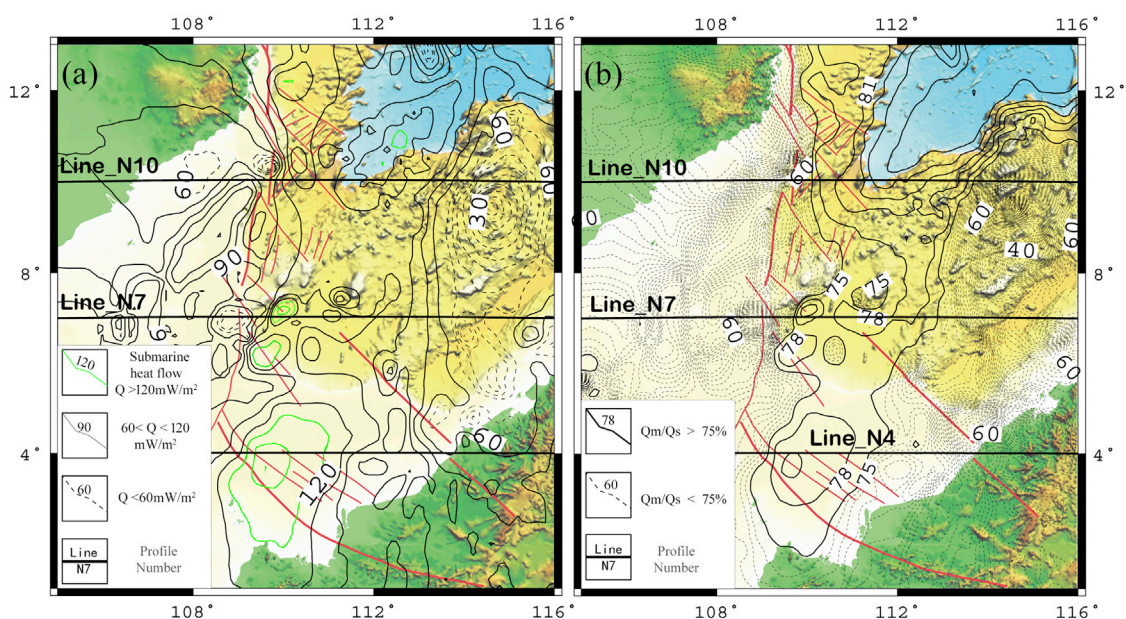 108° 112° 116° 108° 112° 116°
(a)
(b)
12° 12°
81
60
Line_N10
60
30
60
Line_N10
60
60
60
40
60
8° 8°
90
75
75
Line_N7
Line_N7
78
60
78
60
120
Submarine
heat flow
Q >120mW/m²
90
60< Q < 120
mW/m²
60
Q <60mW/m²
Line
N7
Profile
Number
60
120
4° 4°
78
Qm/Qs > 75%
60
Qm/Qs < 75%
Line
N7
Profile
Number
Line_N4
60
78
75
108° 112° 116° 108° 112° 116°